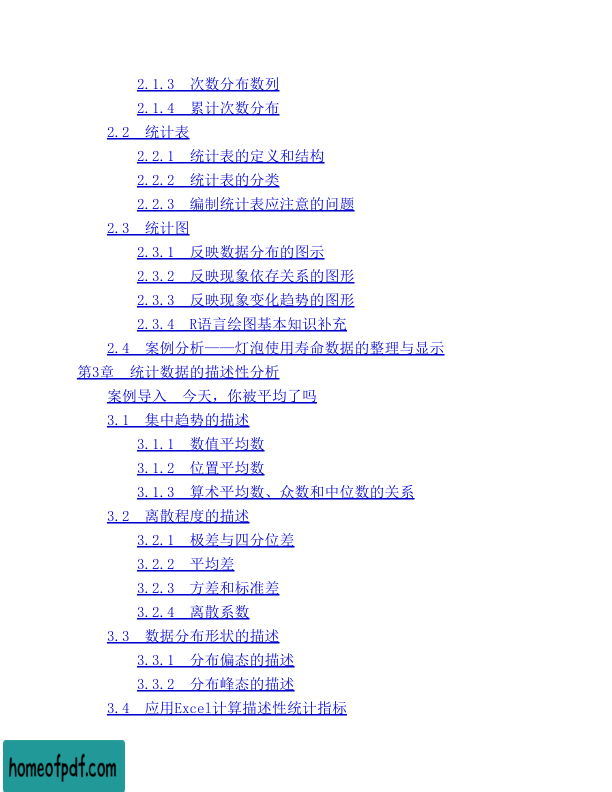 2.1.3 次数分布数列
2.1.4 累计次数分布
2.2 统计表
2.2.1 统计表的定义和结构
2.2.2 统计表的分类
2.2.3 编制统计表应注意的问题
2.3 统计图
2.3.1 反映数据分布的图示
2.3.2 反映现象依存关系的图形
2.3.3 反映现象变化趋势的图形
2.3.4 R语言绘图基本知识补充
2.4 案例分析——灯泡使用寿命数据的整理与显示
第3章 统计数据的描述性分析
案例导入 今天，你被平均了吗
3.1 集中趋势的描述
3.1.1 数值平均数
3.1.2 位置平均数
3.1.3 算术平均数、众数和中位数的关系
3.2 离散程度的描述
3.2.1 极差与四分位差
3.2.2 平均差
3.2.3 方差和标准差
3.2.4 离散系数
3.3 数据分布形状的描述
3.3.1 分布偏态的描述
3.3.2 分布峰态的描述
3.4 应用Excel计算描述性统计指标
homeofpdf.com